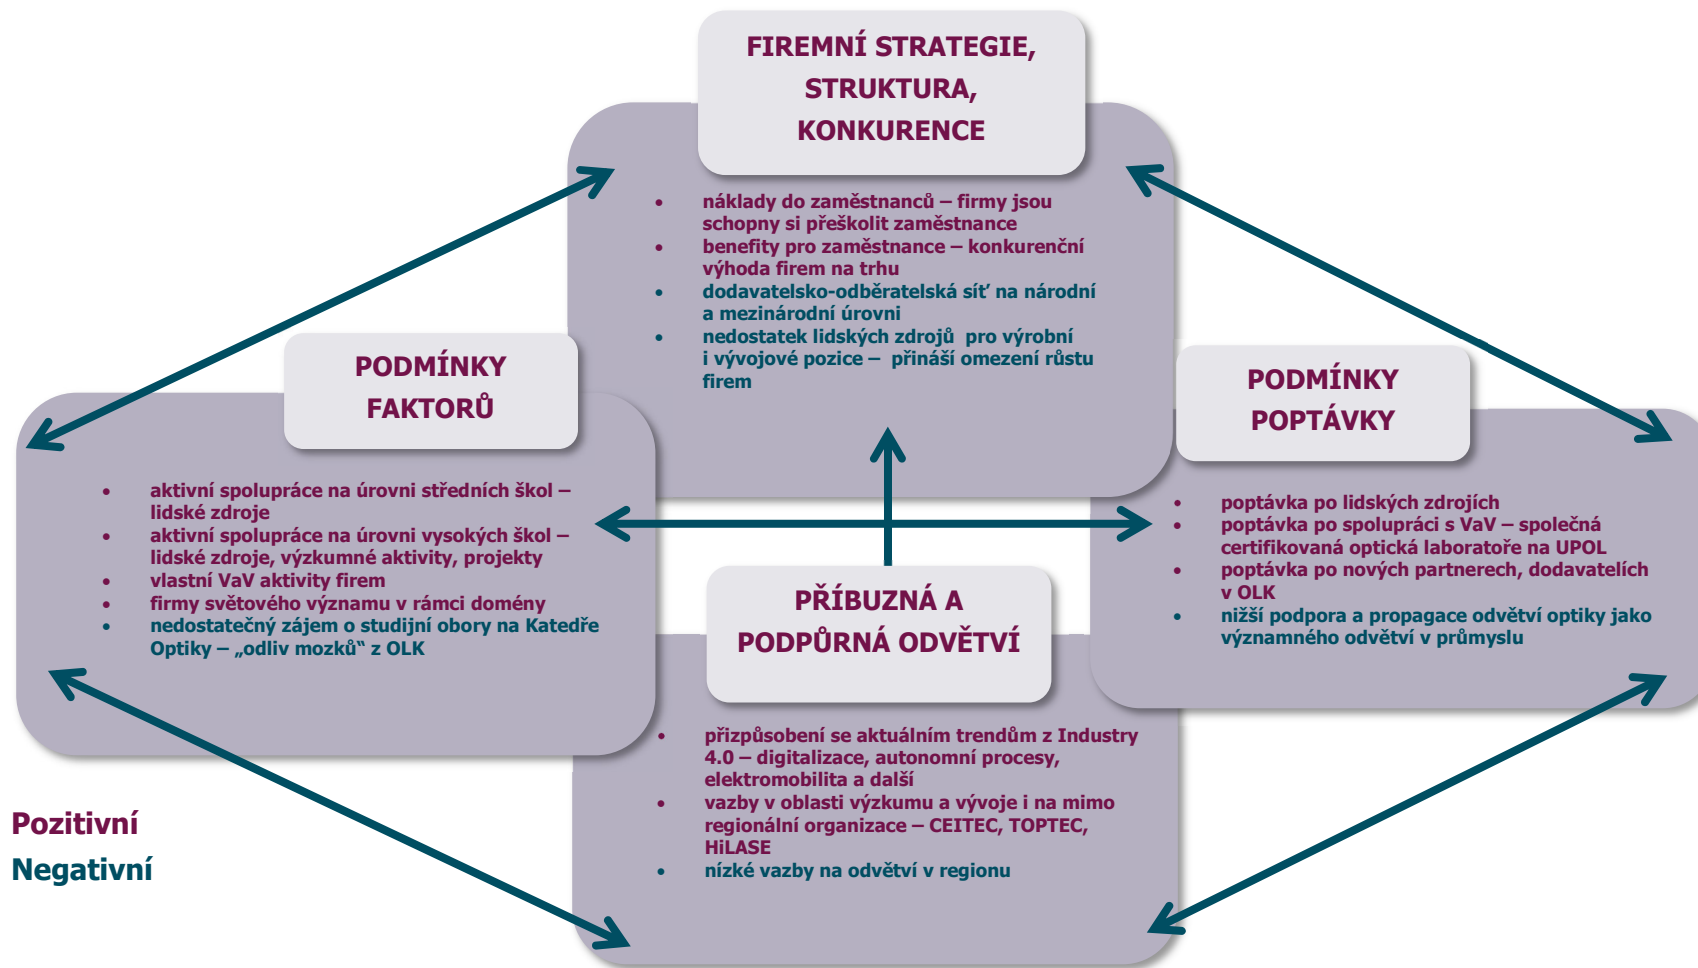 FIREMNÍ STRATEGIE,
STRUKTURA,
KONKURENCE
• náklady do zaměstnanců – firmy jsou
schopny si přeškolit zaměstnance
• benefity pro zaměstnance – konkurenční
výhoda firem na trhu
• dodavatelsko-odběratelská síť na národní
a mezinárodní úrovni
• nedostatek lidských zdrojů pro výrobní
i vývojové pozice – přináší omezení růstu
firem
PODMÍNKY
FAKTORŮ
• aktivní spolupráce na úrovni středních škol –
lidské zdroje
• aktivní spolupráce na úrovni vysokých škol –
lidské zdroje, výzkumné aktivity, projekty
• vlastní VaV aktivity firem
• firmy světového významu v rámci domény
• nedostatečný zájem o studijní obory na Katedře
Optiky – „odliv mozků“ z OLK
PODMÍNKY
POPTÁVKY
• poptávka po lidských zdrojích
• poptávka po spolupráci s VaV – společná
certifikovaná optická laboratoře na UPOL
• poptávka po nových partnerech, dodavatelích
v OLK
• nižší podpora a propagace odvětví optiky jako
významného odvětví v průmyslu
PŘÍBUZNÁ A
PODPŮRNÁ ODVĚTVÍ
• přizpůsobení se aktuálním trendům z Industry
4.0 – digitalizace, autonomní procesy,
elektromobilita a další
• vazby v oblasti výzkumu a vývoje i na mimo
regionální organizace – CEITEC, TOPTEC,
HiLASE
• nízké vazby na odvětví v regionu
Pozitivní
Negativní